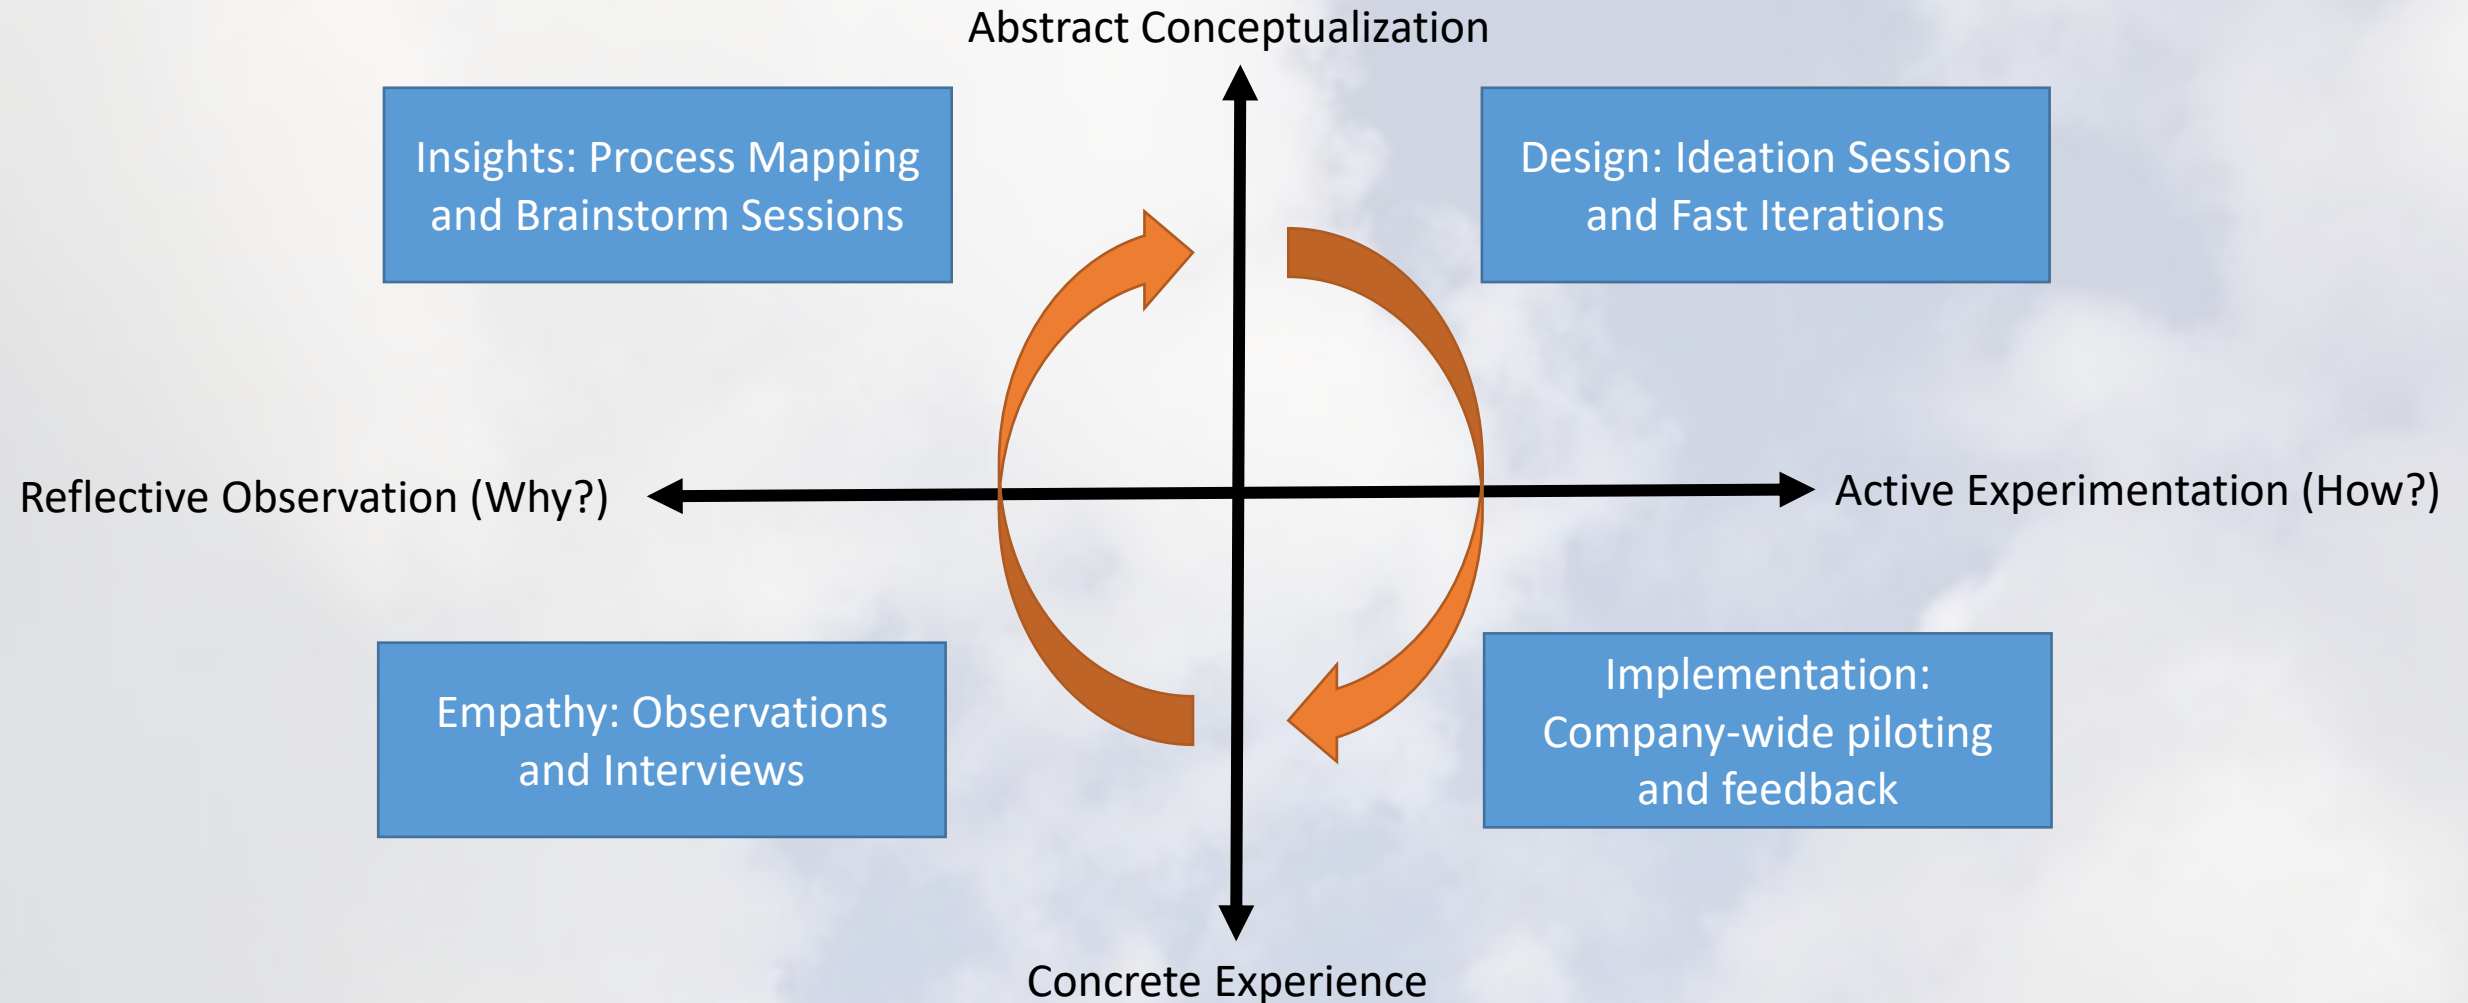 Abstract Conceptualization
Insights: Process Mapping
and Brainstorm Sessions
Design: Ideation Sessions
and Fast Iterations
Reflective Observation (Why?)
Active Experimentation (How?)
Empathy: Observations
and Interviews
Implementation:
Company-wide piloting
and feedback
Concrete Experience